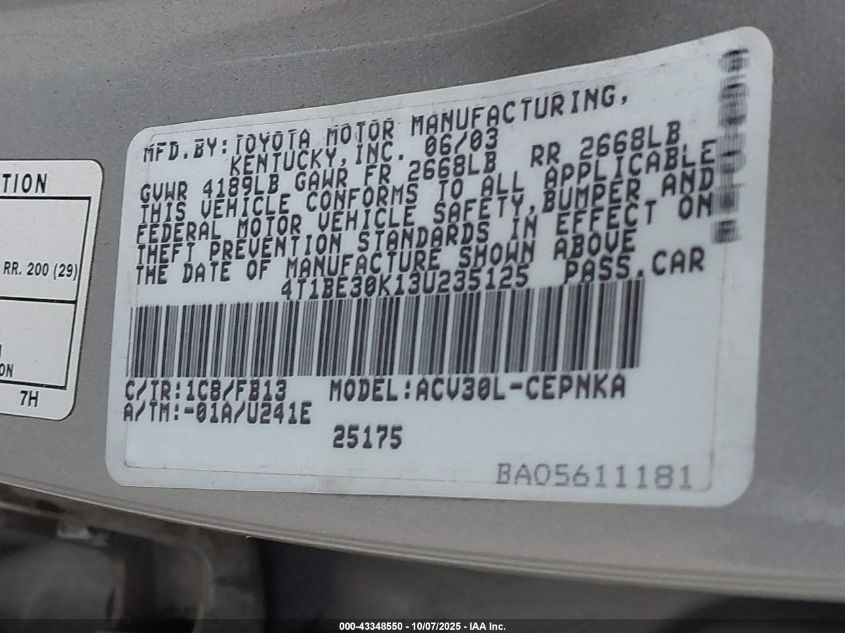 TION
RR. 200 (29)
ON
7H
MFD.BY:TOYOTA MOTOR MANUFACTURING,
KENTUCKY,INC. 06/03
GVWR 4189LB GAWR FR 2668LB RR 2668LB
THIS VEHICLE CONFORMS TO ALL APPLICABLE
FEDERAL MOTOR VEHICLE SAFETY,BUMPER AND
THEFT PREVENTION STANDARDS IN EFFECT ON
THE DATE OF MANUFACTURE SHOWN ABOVE
4T1BE30K13U235125 PASS.CAR
C/TR:1C8/FB13 MODEL:ACV30L-CEPNKA
A/TM:-01A/U241E
25175
BA05611181
000-43348550 - 10/07/2025 - IAA Inc.